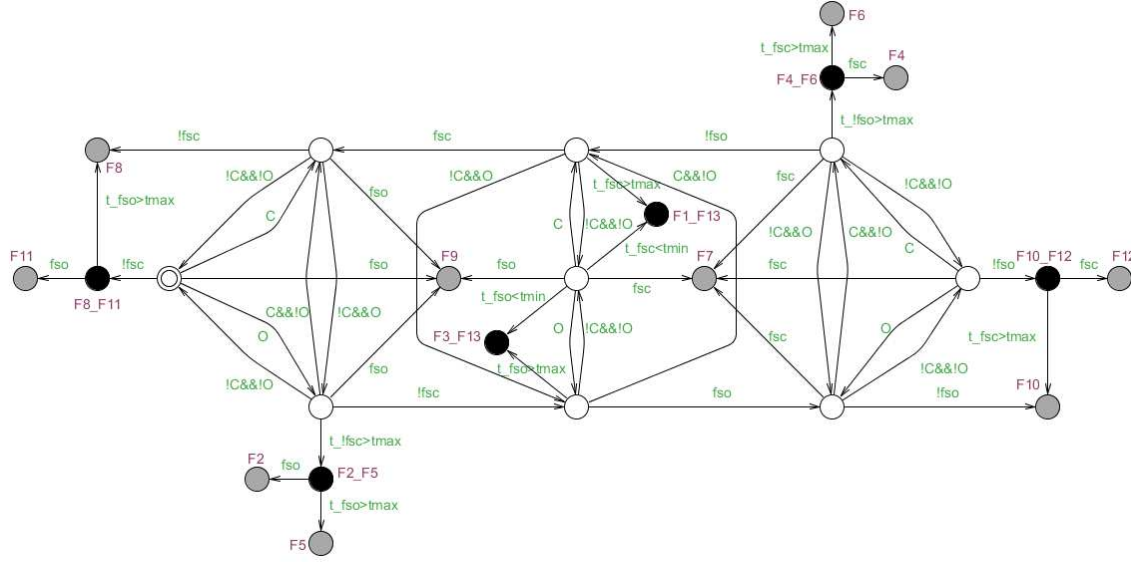 F6
t_fsc>tmax
F4
fsc
F4_F6
t_!fso>tmax
!fsc
fsc
!fso
F8
!C&&!O
fso
!C&&O
t_fsc>tmax
C&&!O
fsc
!C&&!O
t_fso>tmax
C
C
!C&&!O
F1_F13
!C&&O
C&&!O
C
t_fsc<tmin
F11
fso
!fsc
fso
F9
fso
fsc
F7
fsc
!fso
F10_F12
fsc
F12
F8_F11
t_fso<tmin
C&&!O
!C&&O
O
F3_F13
O
!C&&!O
O
t_fsc>tmax
fso
t_fso>tmax
fsc
!C&&!O
!C&&!O
!fsc
fso
!fso
F10
t_!fsc>tmax
F2
fso
F2_F5
t_fso>tmax
F5